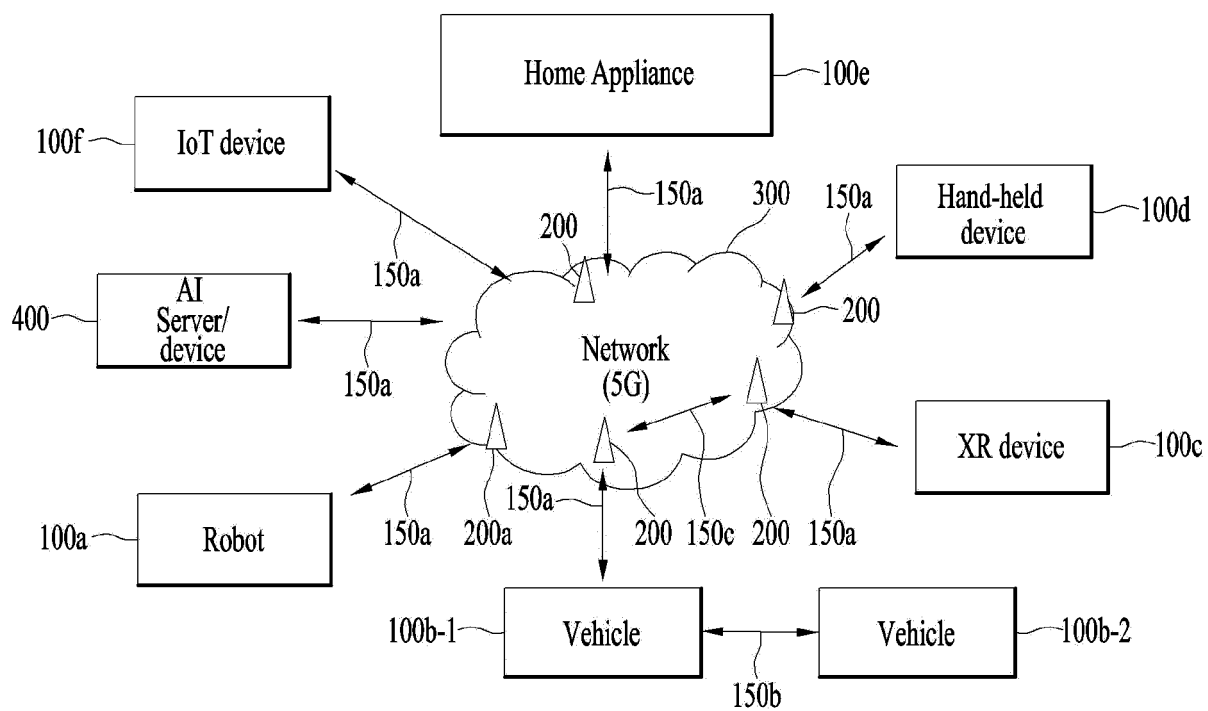 Home Appliance
100e
IoT device
100f
150a
300
150a
Hand-held
device
100d
200
150a
AI
Server/
device
400
200
150a
Network
(5G)
XR device
100c
150a
200a
150a
200
150c
200
150a
Robot
100a
100b-1
Vehicle
Vehicle
100b-2
150b